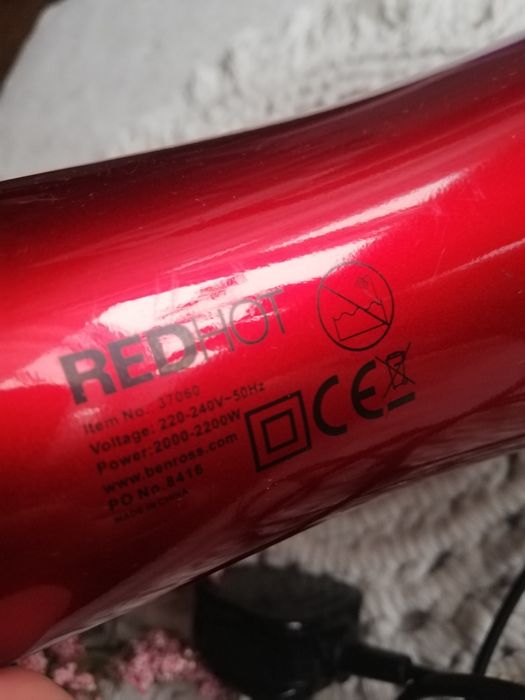 REDHOT
Item No.: 37060
Voltage: 220-240V~50Hz
Power:2000-2200W
www.benross.com
PO No.8416
MADE IN CHINA
CE